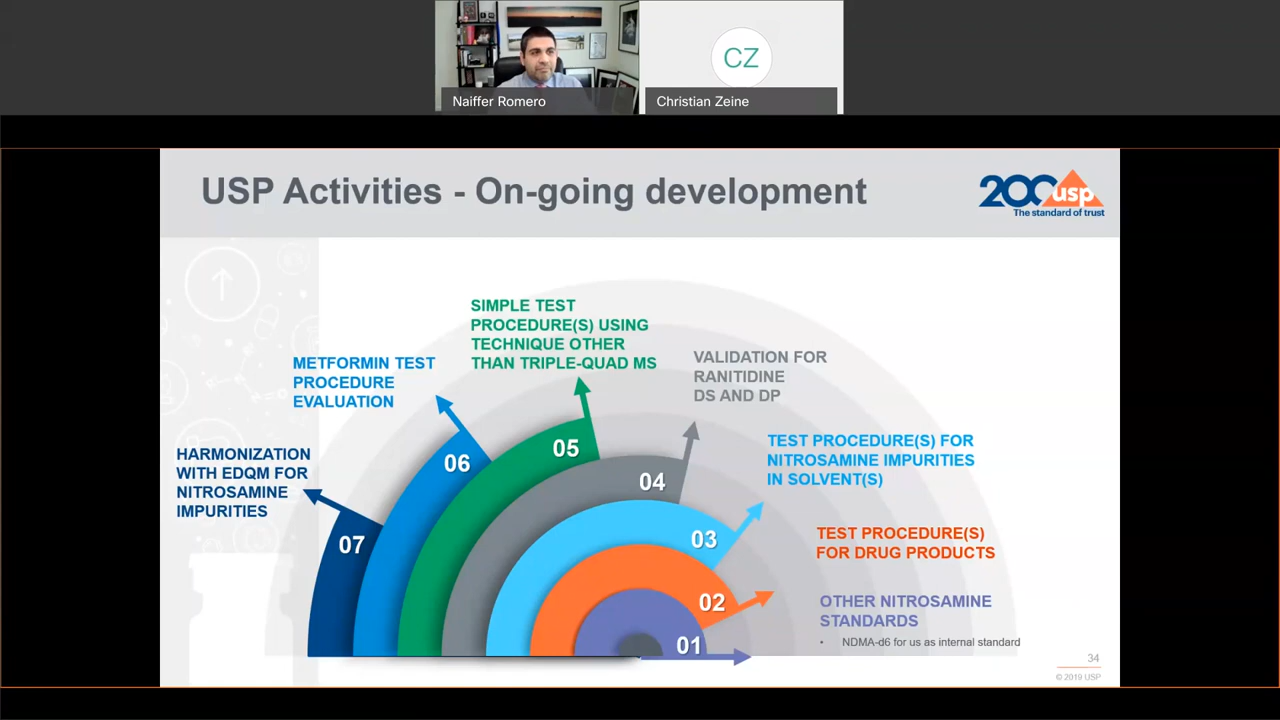 CZ
Naiffer Romero
Christian Zeine
USP Activities - On-going development
200 usp
The standard of trust
SIMPLE TEST
PROCEDURE(S) USING
TECHNIQUE OTHER
THAN TRIPLE-QUAD MS
METFORMIN TEST
PROCEDURE
EVALUATION
VALIDATION FOR
RANITIDINE
DS AND DP
HARMONIZATION
WITH EDQM FOR
NITROSAMINE
IMPURITIES
TEST PROCEDURE(S) FOR
NITROSAMINE IMPURITIES
IN SOLVENT(S)
TEST PROCEDURE(S)
FOR DRUG PRODUCTS
OTHER NITROSAMINE
STANDARDS
• NDMA-d6 for us as internal standard
07
06
05
04
03
02
01
34
© 2019 USP